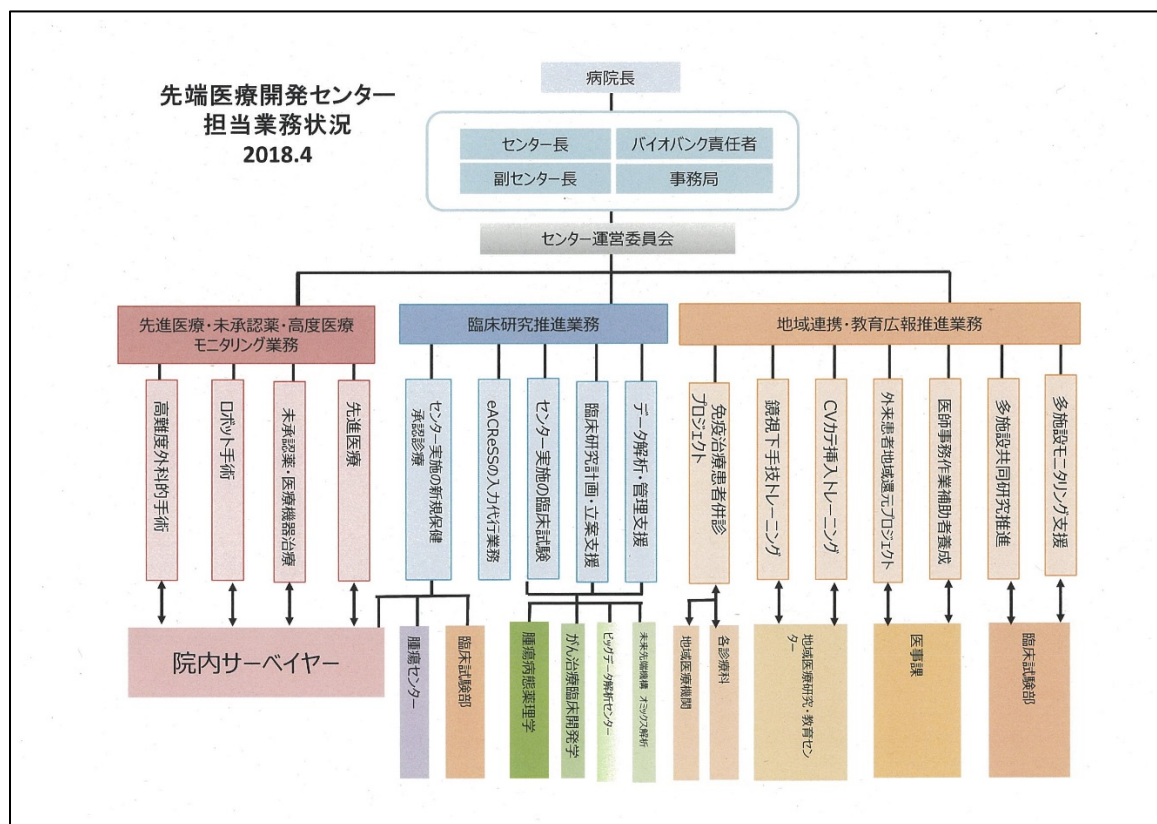 先端医療開発センター
担当業務状況
2018.4
病院長
センター長
バイオバンク責任者
副センター長
事務局
センター運営委員会
先進医療・未承認薬・高度医療
モニタリング業務
臨床研究推進業務
地域連携・教育広報推進業務
高難度外科的手術
ロボット手術
未承認薬・医療機器治療
先進医療
センター実施の新規保健
承認診療
eACReSSの入力代行業務
センター実施の臨床試験
臨床研究計画・立案支援
データ解析・管理支援
免疫治療患者併診
プロジェクト
鏡視下手技トレーニング
CVカテ挿入トレーニング
外来患者地域還元プロジェクト
医師事務作業補助者養成
多施設共同研究推進
多施設モニタリング支援
院内サーベイヤー
腫瘍センター
臨床試験部
腫瘍病態薬理学
がん治療臨床開発学
ビッグデータ解析センター
未来先端機構 オミックス解析
地域医療機関
各診療科
地域医療研究・教育セン
ター
医事課
臨床試験部